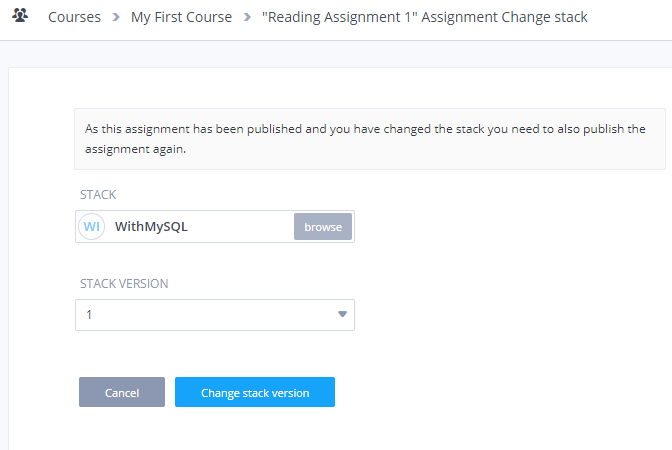 Courses > My First Course > "Reading Assignment 1" Assignment Change stack
As this assignment has been published and you have changed the stack you need to also publish the
assignment again.
STACK
WI WithMySQL browse
STACK VERSION
1
Cancel Change stack version